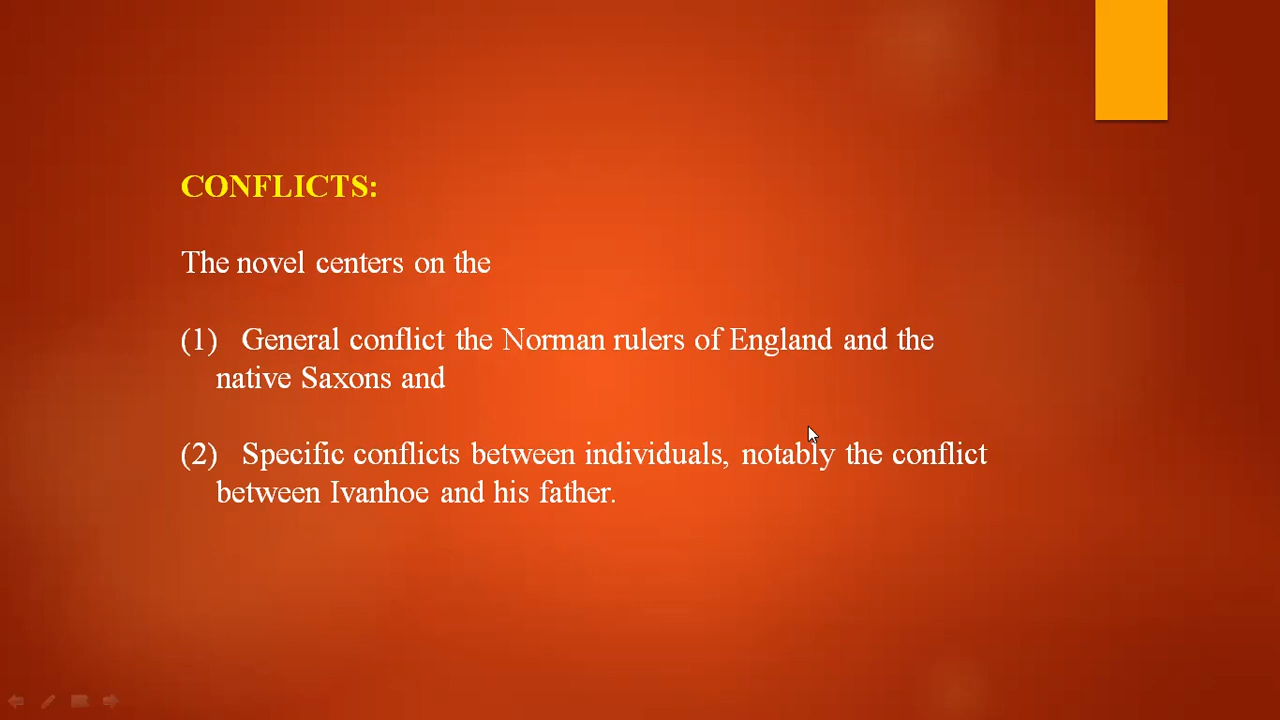 CONFLICTS:
The novel centers on the
(1) General conflict the Norman rulers of England and the
native Saxons and
(2) Specific conflicts between individuals, notably the conflict
between Ivanhoe and his father.